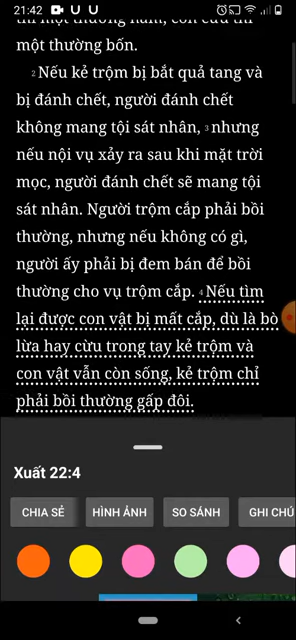 21:42
một thường bốn.
2 Nếu kẻ trộm bị bắt quả tang và
bị đánh chết, người đánh chết
không mang tội sát nhân, 3 nhưng
nếu nội vụ xảy ra sau khi mặt trời
mọc, người đánh chết sẽ mang tội
sát nhân. Người trộm cắp phải bồi
thường, nhưng nếu không có gì,
người ấy phải bị đem bán để bồi
thường cho vụ trộm cắp. 4 Nếu tìm
lại được con vật bị mất cắp, dù là bò
lừa hay cừu trong tay kẻ trộm và
con vật vẫn còn sống, kẻ trộm chỉ
phải bồi thường gấp đôi.
Xuất 22:4
CHIA SẺ HÌNH ẢNH SO SÁNH GHI CHÚ